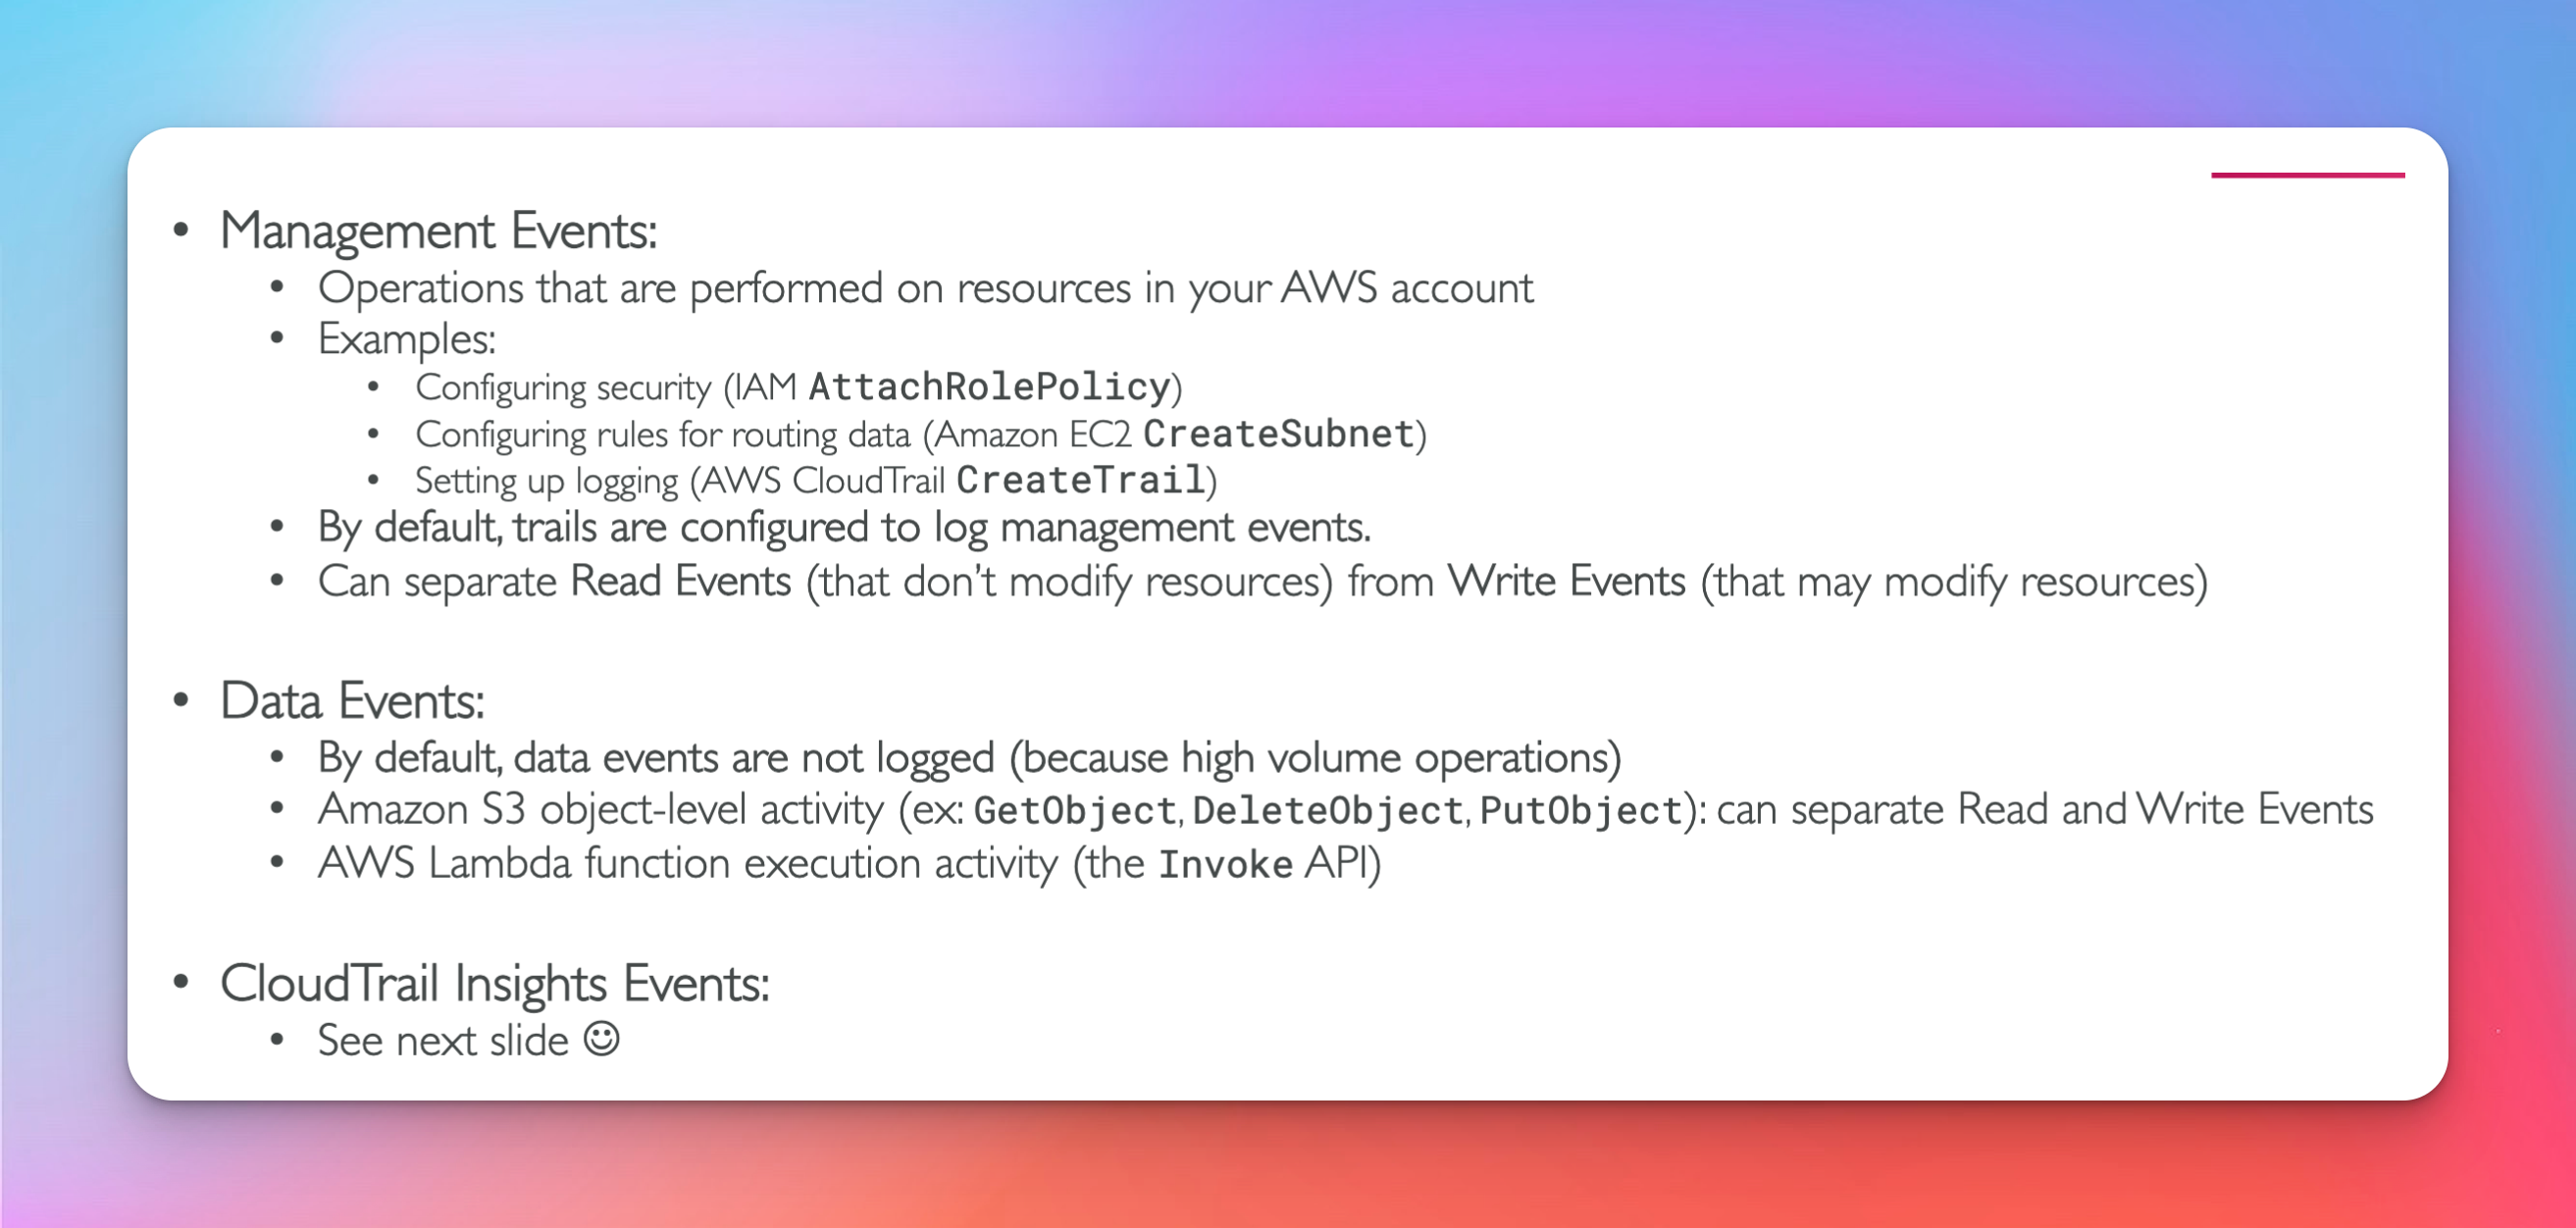 • Management Events:
• Operations that are performed on resources in your AWS account
• Examples:
• Configuring security (IAM AttachRolePolicy)
• Configuring rules for routing data (Amazon EC2 CreateSubnet)
• Setting up logging (AWS CloudTrail CreateTrail)
• By default, trails are configured to log management events.
• Can separate Read Events (that don’t modify resources) from Write Events (that may modify resources)
• Data Events:
• By default, data events are not logged (because high volume operations)
• Amazon S3 object-level activity (ex: GetObject, DeleteObject, PutObject): can separate Read and Write Events
• AWS Lambda function execution activity (the Invoke API)
• CloudTrail Insights Events:
• See next slide ☺